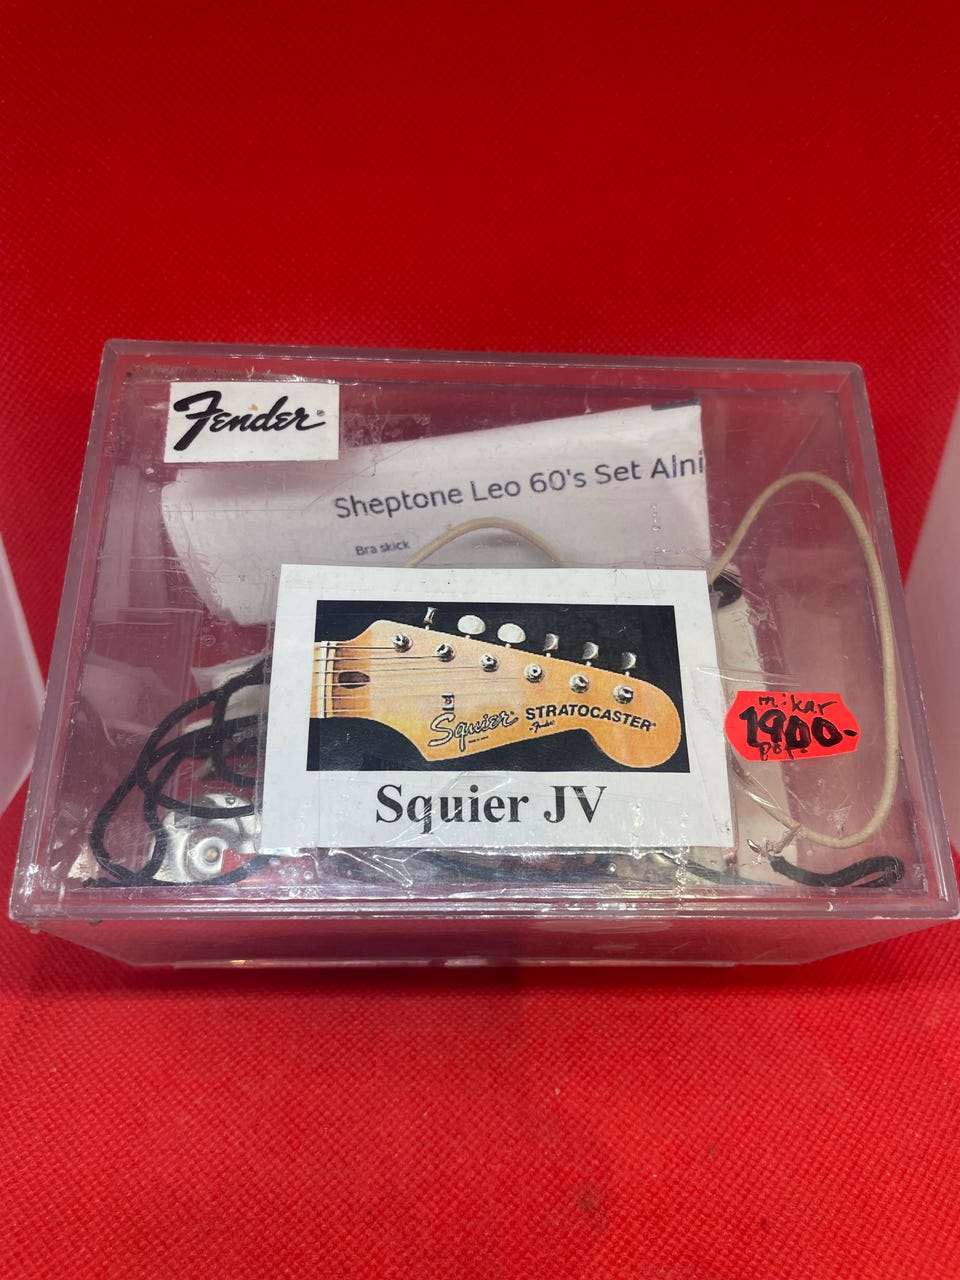 Fender®
Sheptone Leo 60's Set Alni
Bra skick
Squier STRATOCASTER
Fender
Squier JV
mikar
1900.-